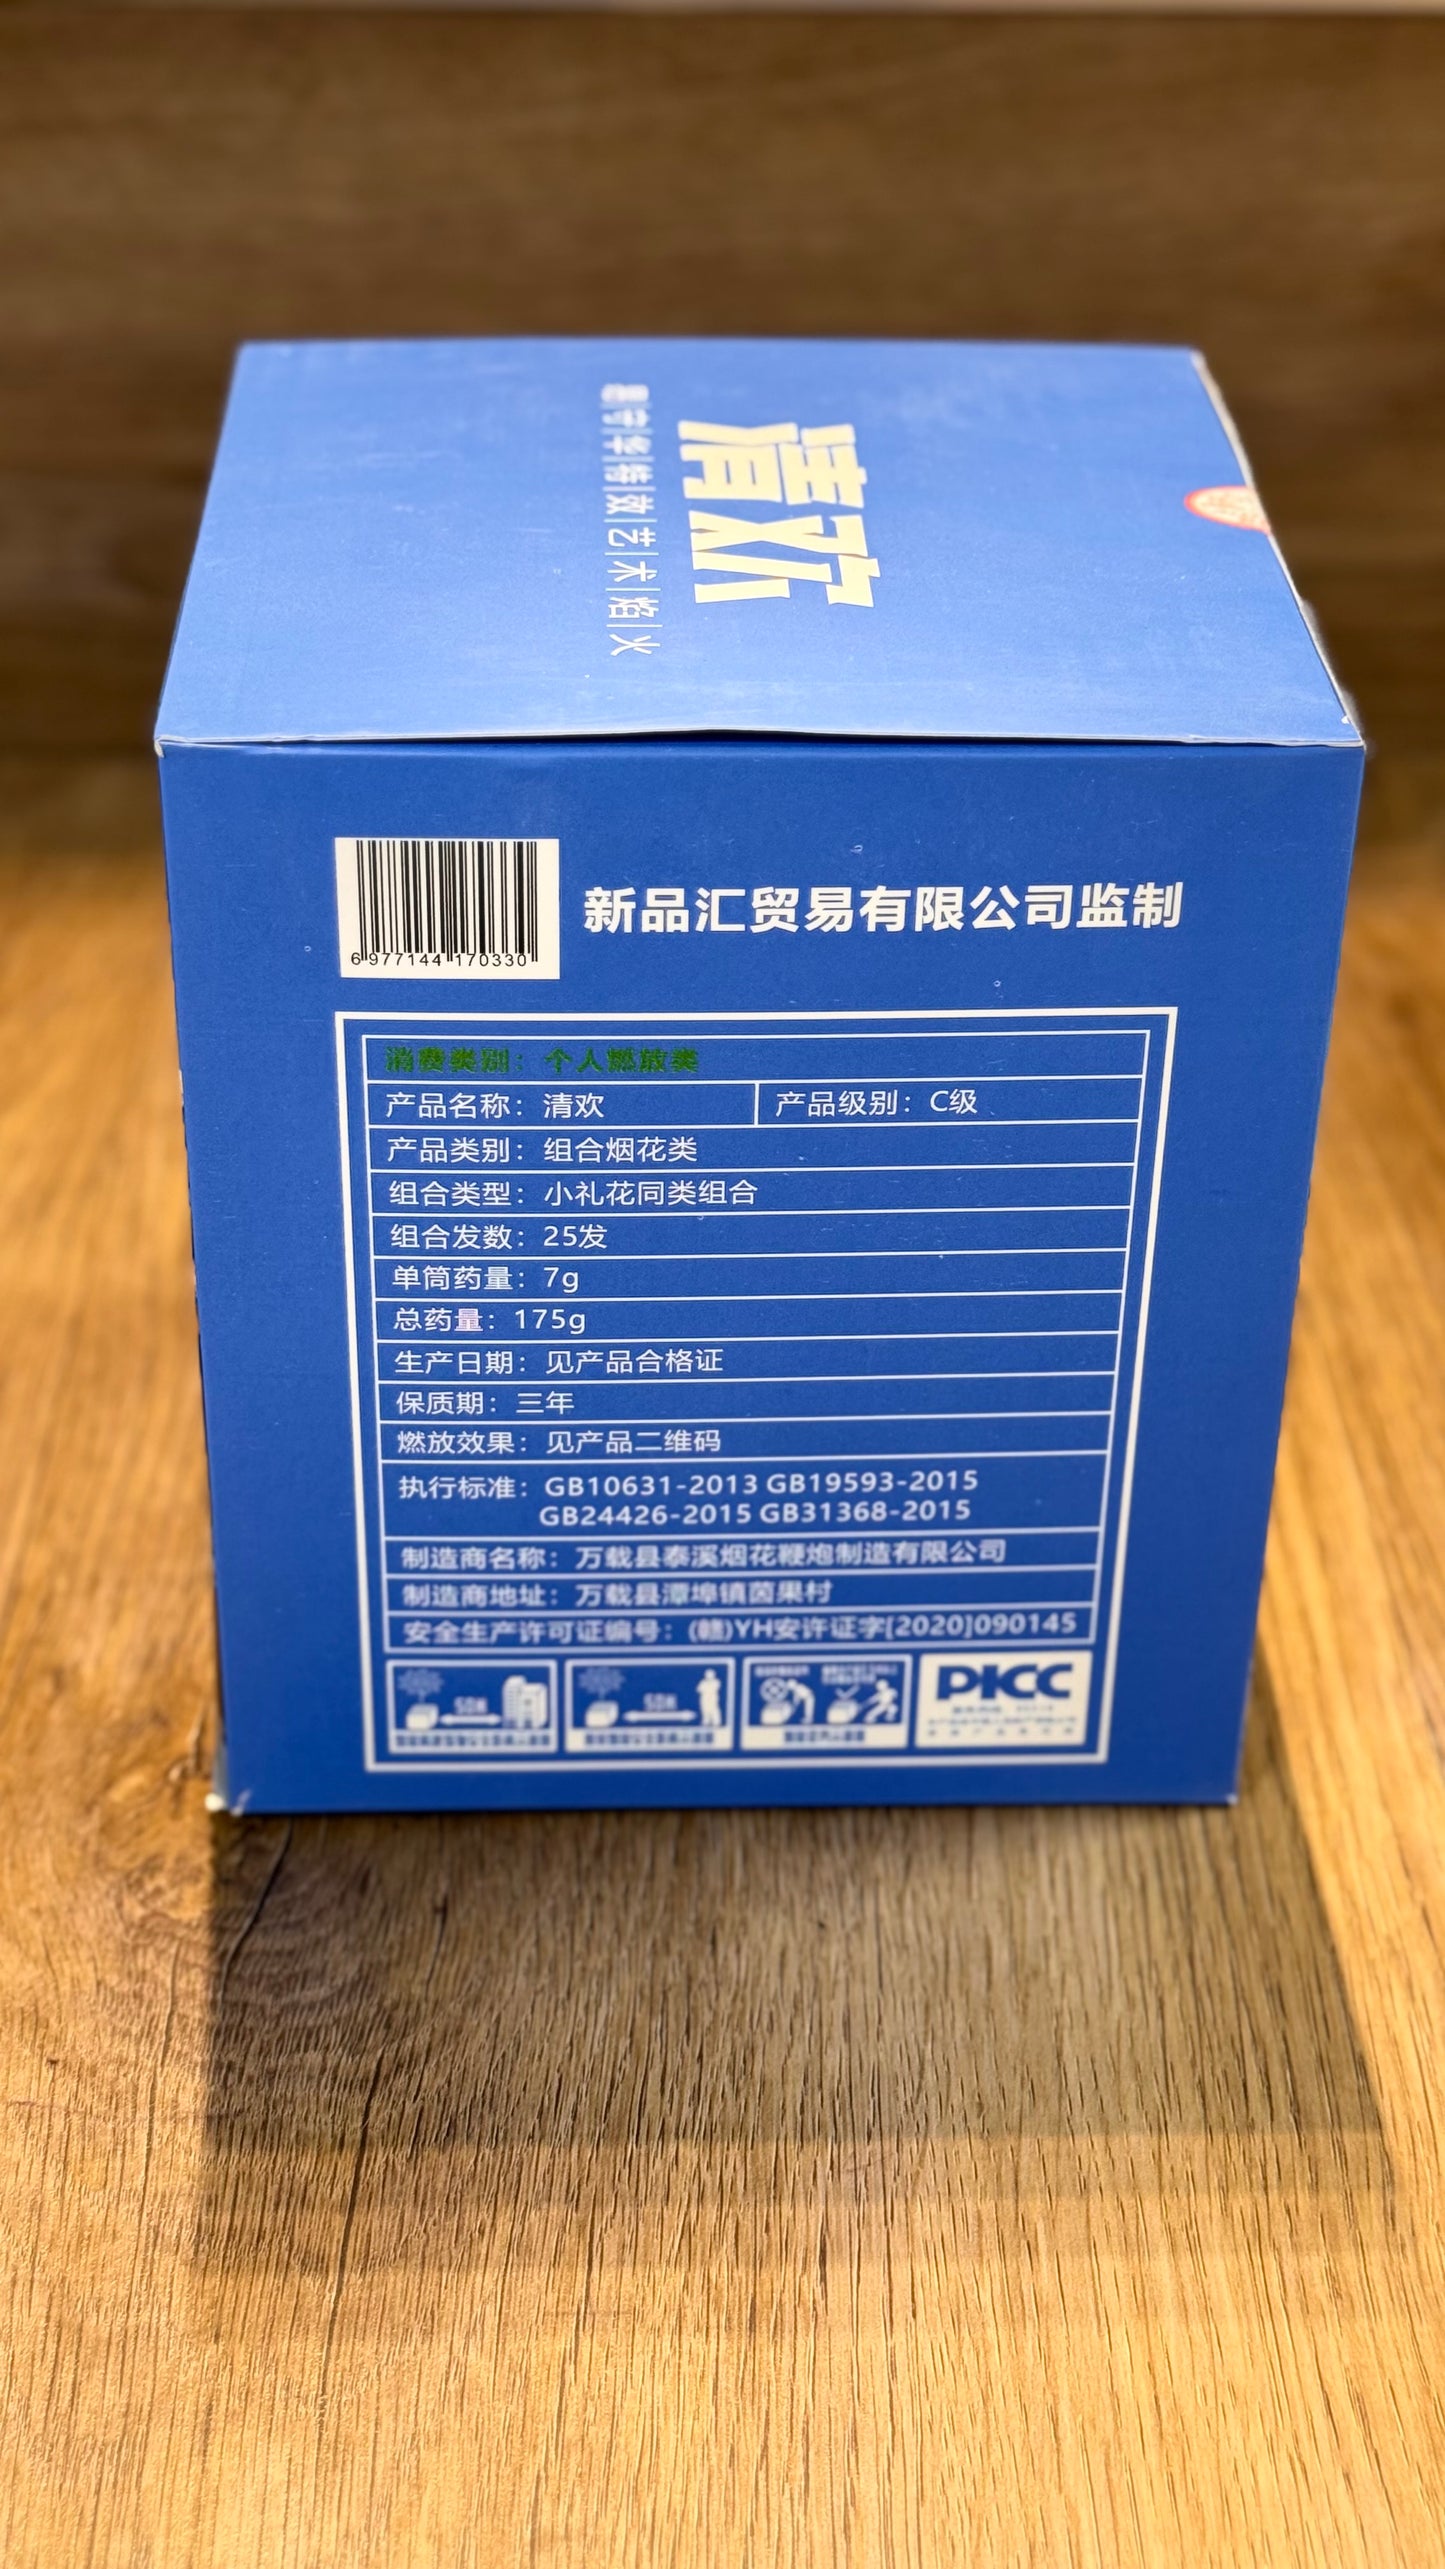 清欢
特效艺术焰火
6 977144 170330
新品汇贸易有限公司监制
消费类别：个人燃放类
产品名称：清欢
产品级别：C级
产品类别：组合烟花类
组合类型：小礼花同类组合
组合发数：25发
单筒药量：7g
总药量：175g
生产日期：见产品合格证
保质期：三年
燃放效果：见产品二维码
执行标准：GB10631-2013 GB19593-2015
GB24426-2015 GB31368-2015
制造商名称：万载县泰溪烟花鞭炮制造有限公司
制造商地址：万载县潭埠镇茵果村
安全生产许可证编号：(赣)YH安许证字[2020]090145
50M
50M
PICC